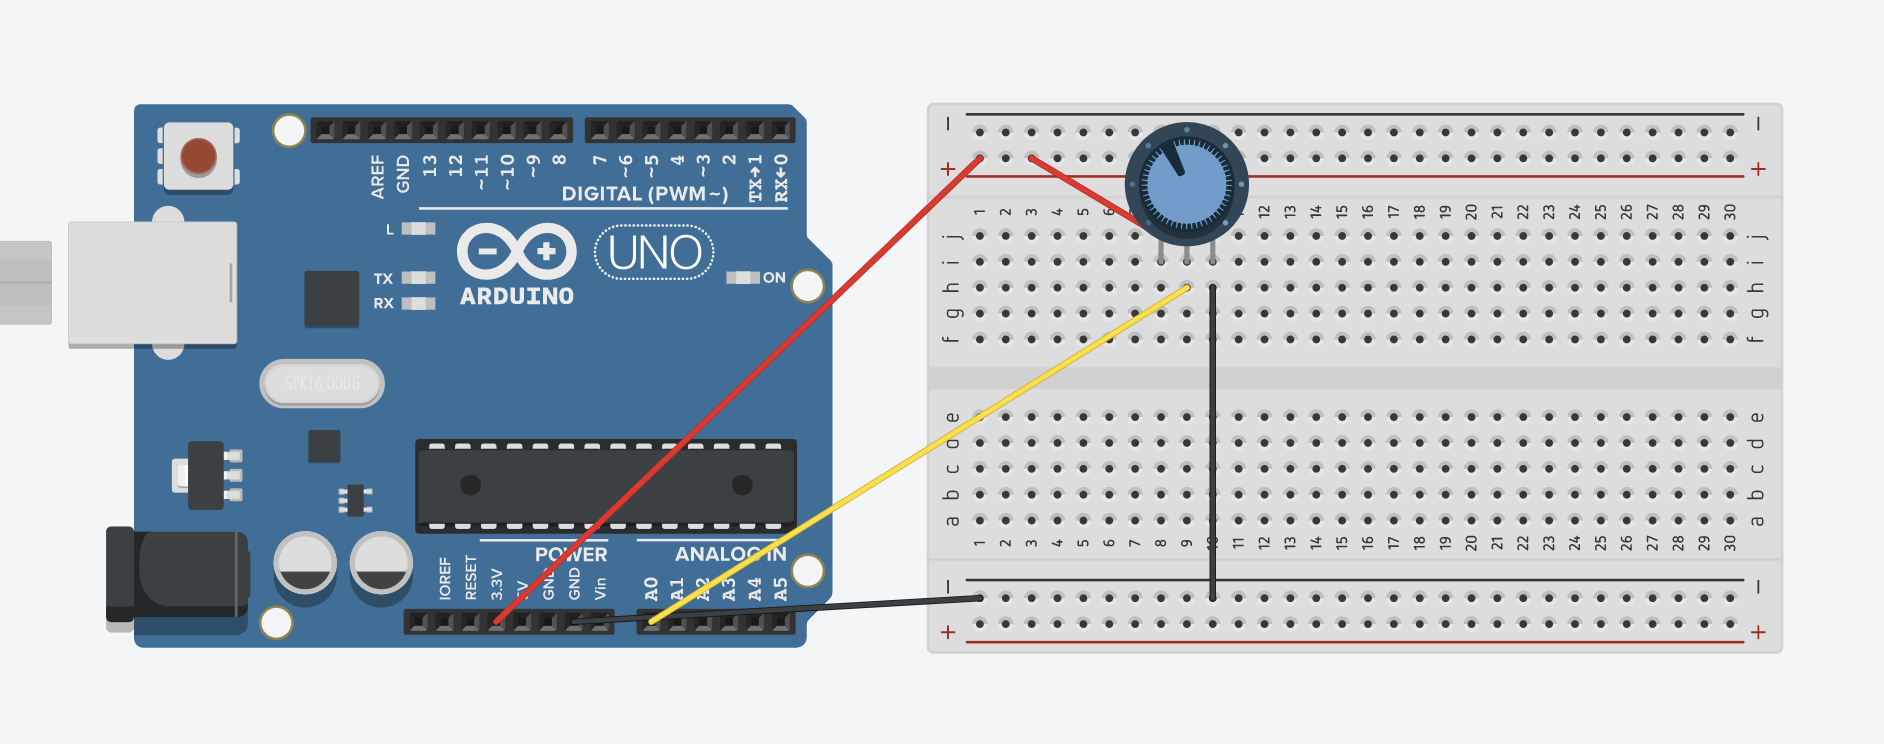 AREF
GND
13
12
~11
~10
~9
8
7
~6
~5
4
~3
2
TX→1
RX←0
DIGITAL (PWM~)
L
TX
RX
UNO
ON
ARDUINO
SPK16.000G
POWER
ANALOG IN
IOREF
RESET
3.3V
5V
GND
GND
Vin
A0
A1
A2
A3
A4
A5
− −
+ +
1 2 3 4 5 6 12 13 14 15 16 17 18 19 20 21 22 23 24 25 26 27 28 29 30
j j
i i
h h
g g
f f
e e
d d
c c
b b
a a
1 2 3 4 5 6 7 8 9 10 11 12 13 14 15 16 17 18 19 20 21 22 23 24 25 26 27 28 29 30
− −
+ +